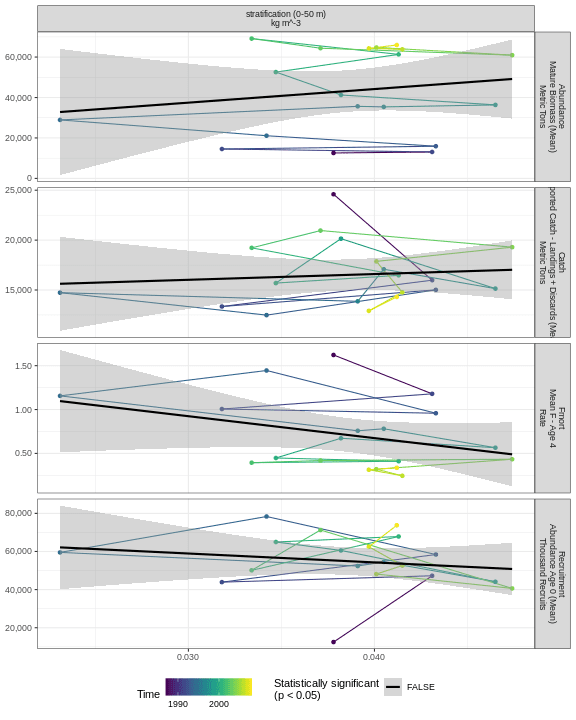 stratification (0-50 m)
kg m^-3
60,000
40,000
20,000
0
Abundance
Mature Biomass (Mean)
Metric Tons
25,000
20,000
15,000
Catch
ported Catch - Landings + Discards (Me
Metric Tons
1.50
1.00
0.50
Fmort
Mean F - Age 4
Rate
80,000
60,000
40,000
20,000
Recruitment
Abundance Age 0 (Mean)
Thousand Recruits
0.030
0.040
Time
1990
2000
Statistically significant
(p < 0.05)
FALSE